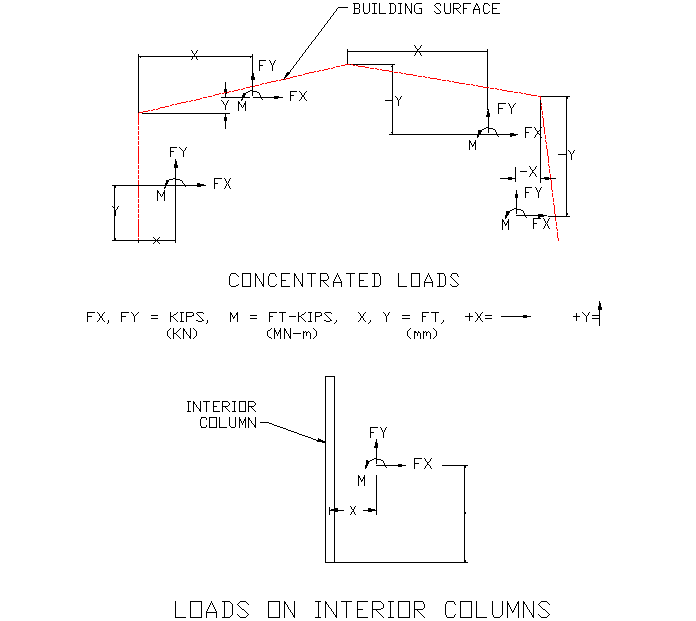 BUILDING SURFACE
X
X
FY
FX
Y
M
-Y
FY
FX
M
FY
FX
M
Y
X
-Y
-X
FY
FX
M
CONCENTRATED LOADS
FX, FY = KIPS, M = FT-KIPS, X, Y = FT, +X= +Y=
(KN) (MN-m) (mm)
INTERIOR
COLUMN
FY
FX
M
X
LOADS ON INTERIOR COLUMNS